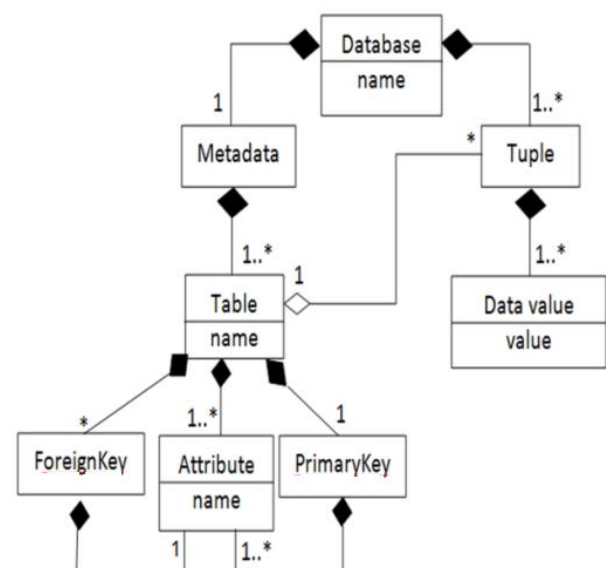 Database
name
1
1..*
Metadata
*
Tuple
1..*
1
1..*
Table
name
Data value
value
*
1..*
1
ForeignKey
Attribute
name
PrimaryKey
1
1..*